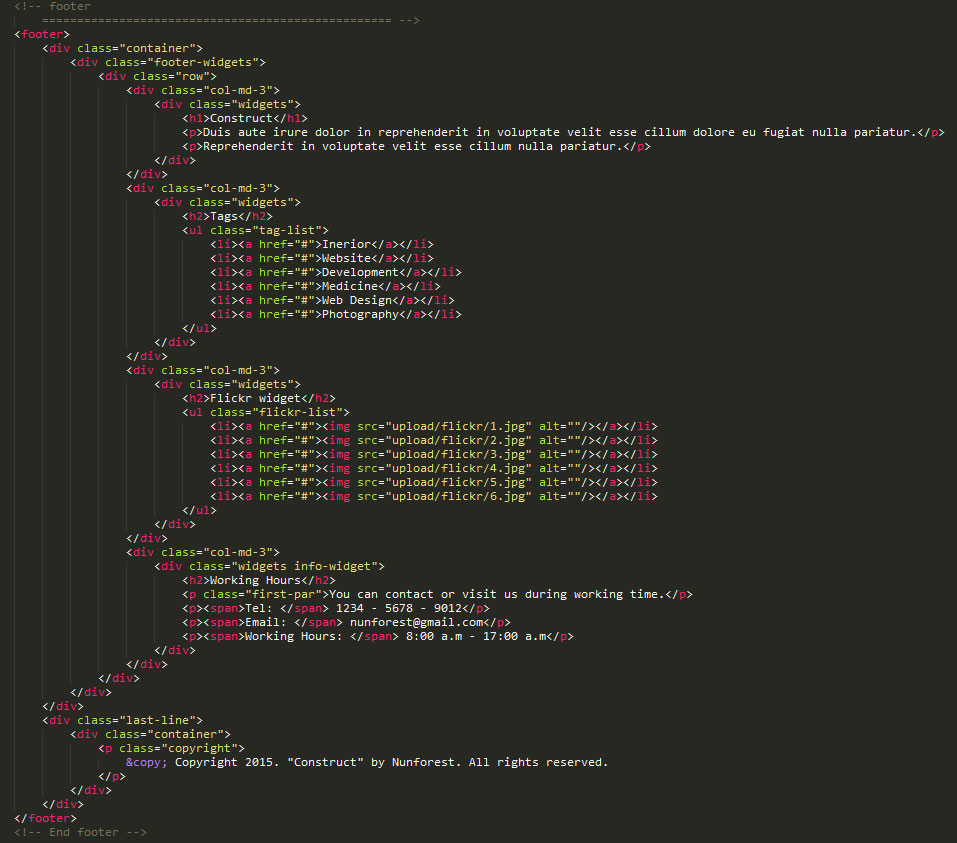 <!-- footer
================================================== -->
<footer>
<div class="container">
<div class="footer-widgets">
<div class="row">
<div class="col-md-3">
<div class="widgets">
<h1>Construct</h1>
<p>Duis aute irure dolor in reprehenderit in voluptate velit esse cillum dolore eu fugiat nulla pariatur.</p>
<p>Reprehenderit in voluptate velit esse cillum nulla pariatur.</p>
</div>
</div>
<div class="col-md-3">
<div class="widgets">
<h2>Tags</h2>
<ul class="tag-list">
<li><a href="#">Inerior</a></li>
<li><a href="#">Website</a></li>
<li><a href="#">Development</a></li>
<li><a href="#">Medicine</a></li>
<li><a href="#">Web Design</a></li>
<li><a href="#">Photography</a></li>
</ul>
</div>
</div>
<div class="col-md-3">
<div class="widgets">
<h2>Flickr widget</h2>
<ul class="flickr-list">
<li><a href="#"><img src="upload/flickr/1.jpg" alt=""/></a></li>
<li><a href="#"><img src="upload/flickr/2.jpg" alt=""/></a></li>
<li><a href="#"><img src="upload/flickr/3.jpg" alt=""/></a></li>
<li><a href="#"><img src="upload/flickr/4.jpg" alt=""/></a></li>
<li><a href="#"><img src="upload/flickr/5.jpg" alt=""/></a></li>
<li><a href="#"><img src="upload/flickr/6.jpg" alt=""/></a></li>
</ul>
</div>
</div>
<div class="col-md-3">
<div class="widgets info-widget">
<h2>Working Hours</h2>
<p class="first-par">You can contact or visit us during working time.</p>
<p><span>Tel: </span> 1234 - 5678 - 9012</p>
<p><span>Email: </span> nunforest@gmail.com</p>
<p><span>Working Hours: </span> 8:00 a.m - 17:00 a.m</p>
</div>
</div>
</div>
</div>
</div>
<div class="last-line">
<div class="container">
<p class="copyright">
&copy; Copyright 2015. "Construct" by Nunforest. All rights reserved.
</p>
</div>
</div>
</footer>
<!-- End footer -->